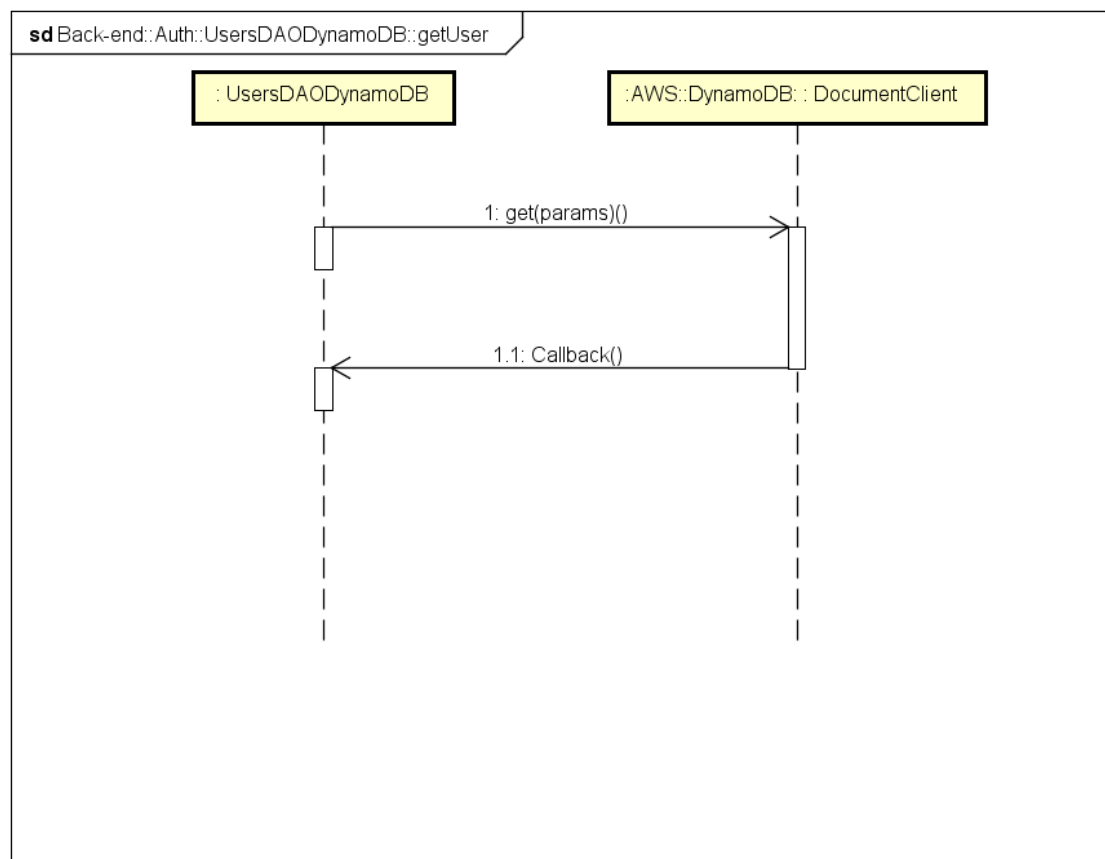 sd Back-end::Auth::UsersDAODynamoDB::getUser
: UsersDAODynamoDB
:AWS::DynamoDB: : DocumentClient
1: get(params)()
1.1: Callback()